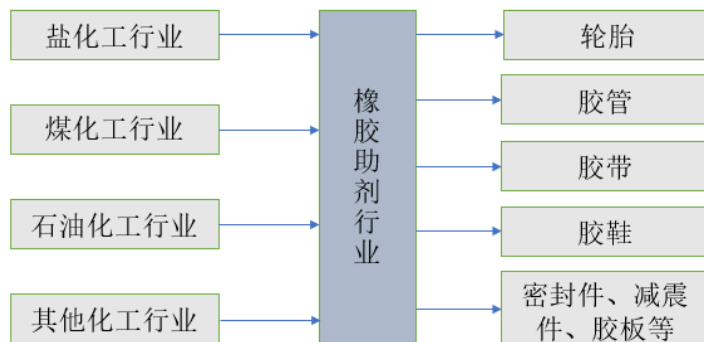 盐化工行业
煤化工行业
石油化工行业
其他化工行业
橡胶助剂行业
轮胎
胶管
胶带
胶鞋
密封件、减震
件、胶板等